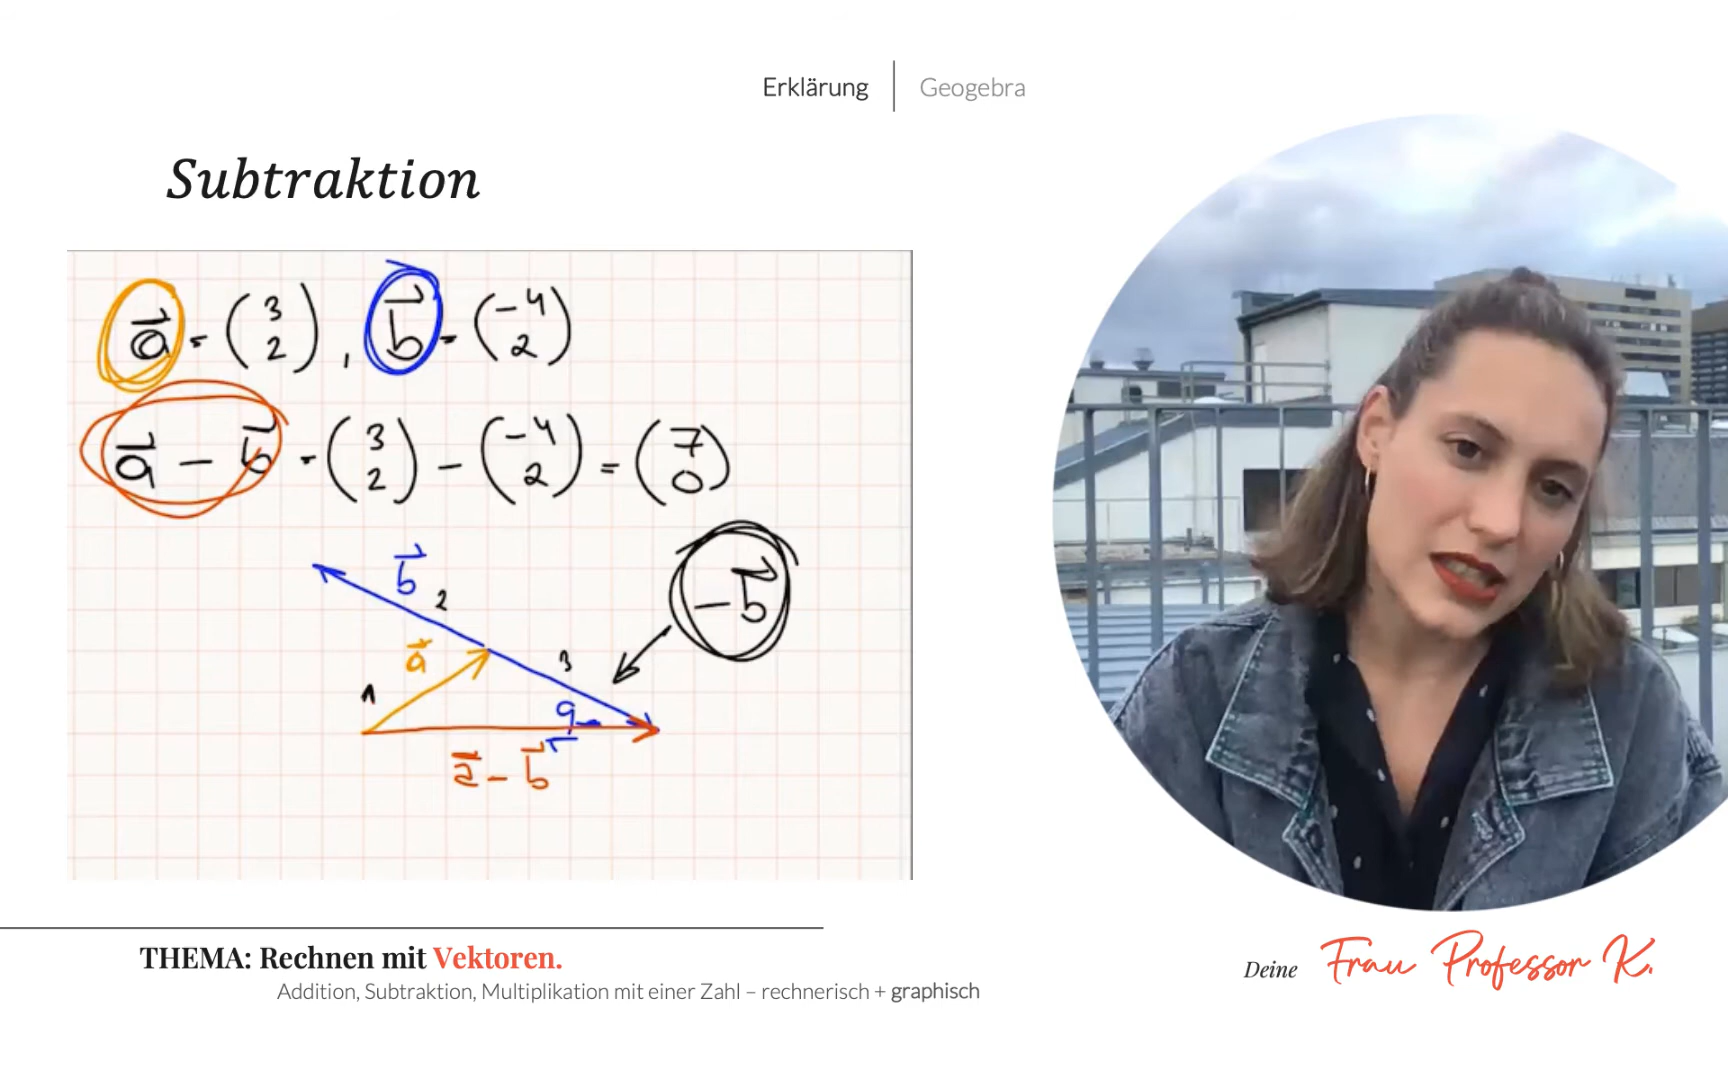 Erklärung | Geogebra
Subtraktion
a⃗ = (3 2), b⃗ = (-4 2)
a⃗ - b⃗ = (3 2) - (-4 2) = (7 0)
b⃗
2
-b⃗
a⃗
3
1
a⃗ - b⃗
THEMA: Rechnen mit Vektoren.
Addition, Subtraktion, Multiplikation mit einer Zahl – rechnerisch + graphisch
Deine Frau Professor K.